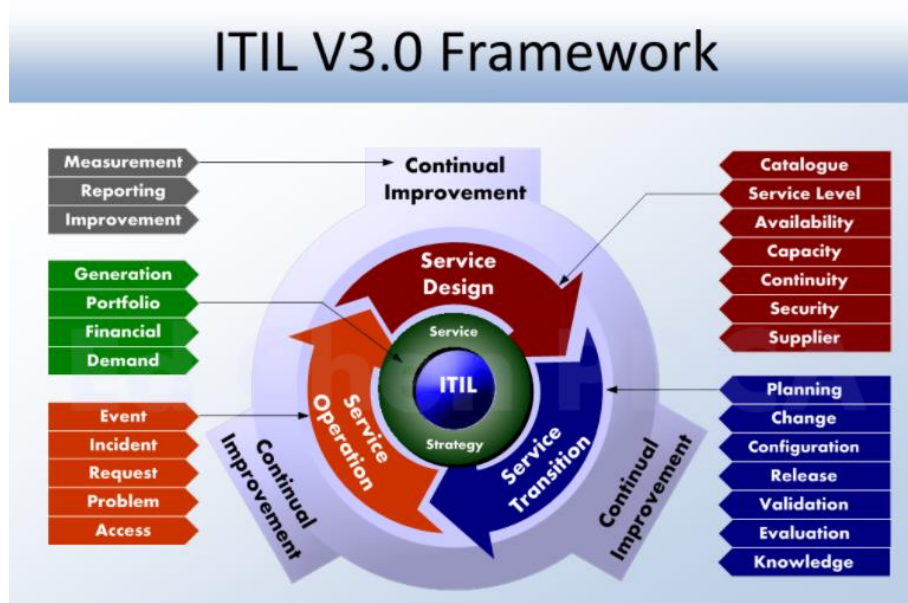 ITIL V3.0 Framework
Measurement
Reporting
Improvement
Generation
Portfolio
Financial
Demand
Event
Incident
Request
Problem
Access
Continual
Improvement
Service
Design
Service
ITIL
Strategy
Service
Operation
Service
Transition
Continual
Improvement
Continual
Improvement
Catalogue
Service Level
Availability
Capacity
Continuity
Security
Supplier
Planning
Change
Configuration
Release
Validation
Evaluation
Knowledge